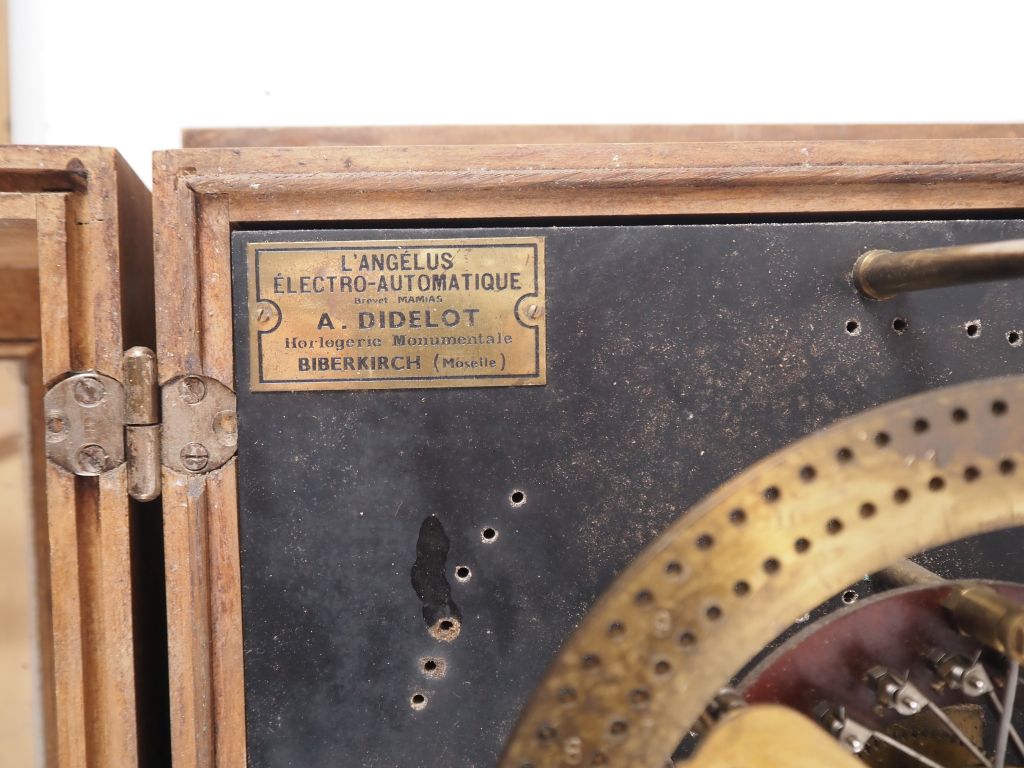 L'ANGÉLUS
ÉLECTRO-AUTOMATIQUE
Brevet MAMIAS
A. DIDELOT
Horlogerie Monumentale
BIBERKIRCH (Moselle)